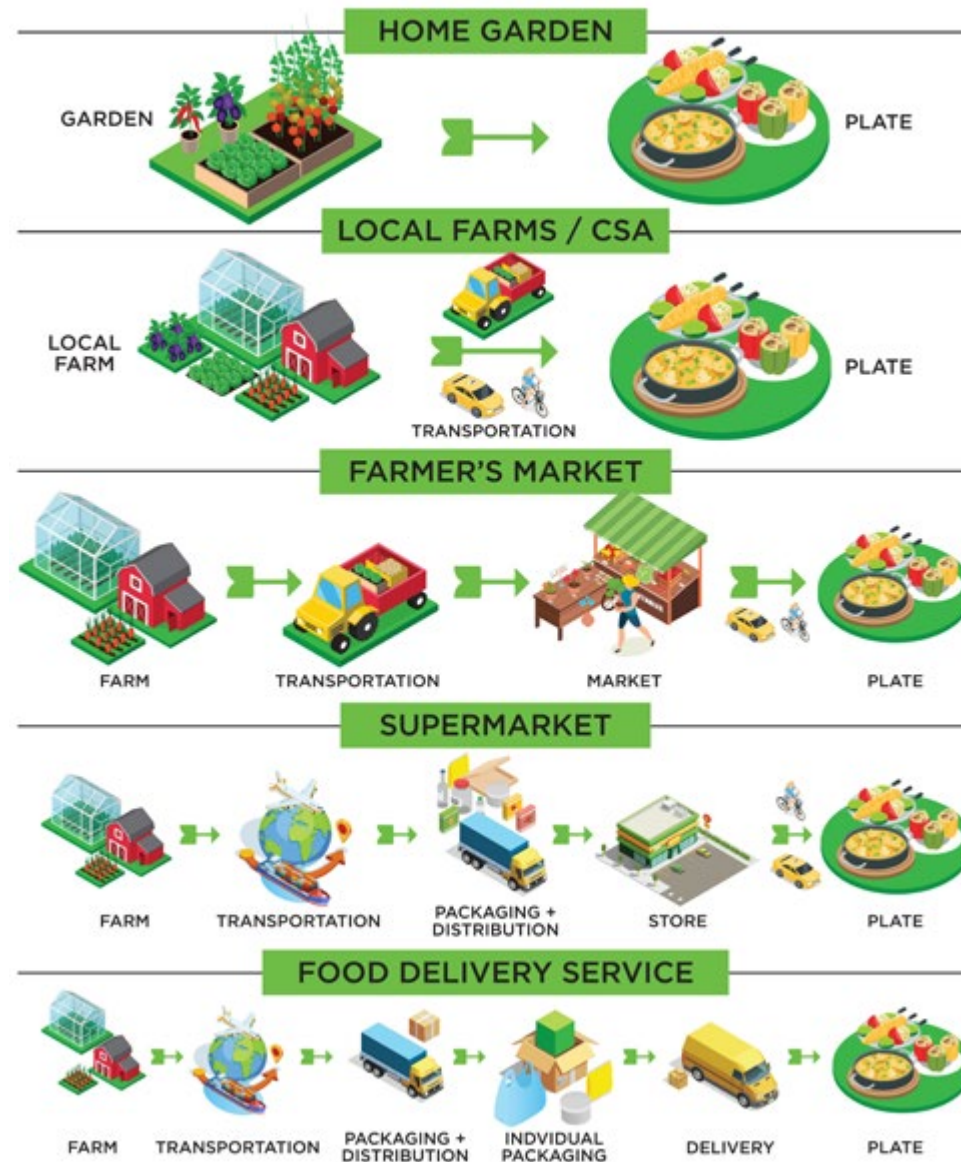 HOME GARDEN
GARDEN
PLATE
LOCAL FARMS / CSA
LOCAL
FARM
TRANSPORTATION
PLATE
FARMER'S MARKET
FARM
TRANSPORTATION
MARKET
PLATE
SUPERMARKET
FARM
TRANSPORTATION
PACKAGING +
DISTRIBUTION
STORE
PLATE
FOOD DELIVERY SERVICE
FARM
TRANSPORTATION
PACKAGING +
DISTRIBUTION
INDVIDUAL
PACKAGING
DELIVERY
PLATE